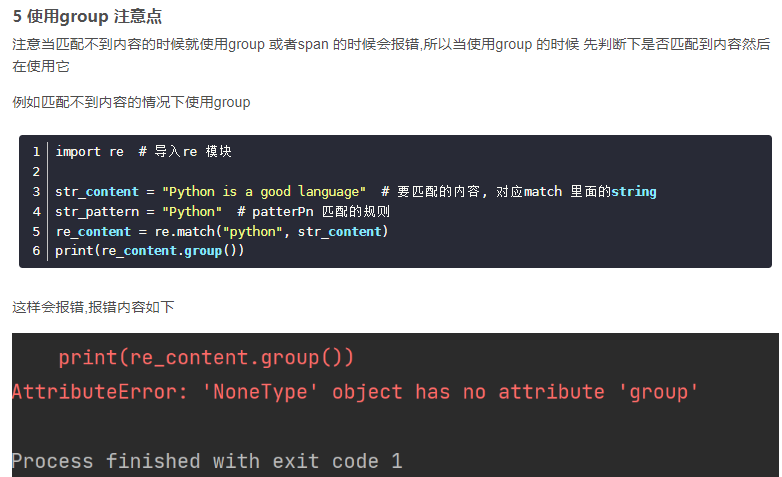 5 使用group 注意点
注意当匹配不到内容的时候就使用group 或者span 的时候会报错,所以当使用group 的时候 先判断下是否匹配到内容然后
在使用它
例如匹配不到内容的情况下使用group
1 import re  # 导入re 模块
2
3 str_content = "Python is a good language"  # 要匹配的内容, 对应match 里面的string
4 str_pattern = "Python"  # patterPn 匹配的规则
5 re_content = re.match("python", str_content)
6 print(re_content.group())
这样会报错,报错内容如下
print(re_content.group())
AttributeError: 'NoneType' object has no attribute 'group'
Process finished with exit code 1